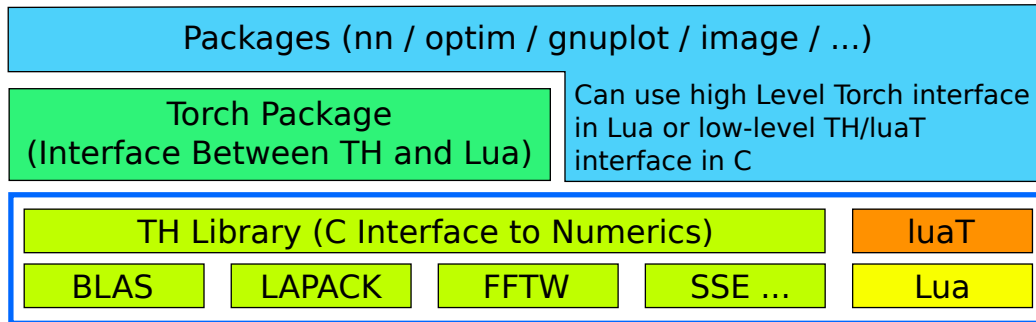 Packages (nn / optim / gnuplot / image / ...)
Torch Package
(Interface Between TH and Lua)
Can use high Level Torch interface
in Lua or low-level TH/luaT
interface in C
TH Library (C Interface to Numerics)
luaT
BLAS
LAPACK
FFTW
SSE ...
Lua